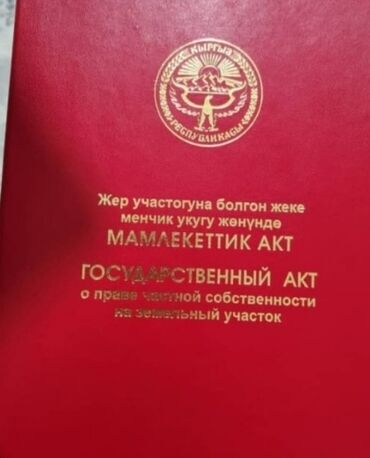 КЫРГЫЗ
РЕСПУБЛИКАСЫ
Жер участогуна болгон жеке
менчик укугу жөнүндө
МАМЛЕКЕТТИК АКТ
ГОСУДАРСТВЕННЫЙ АКТ
о праве частной собственности
на земельный участок